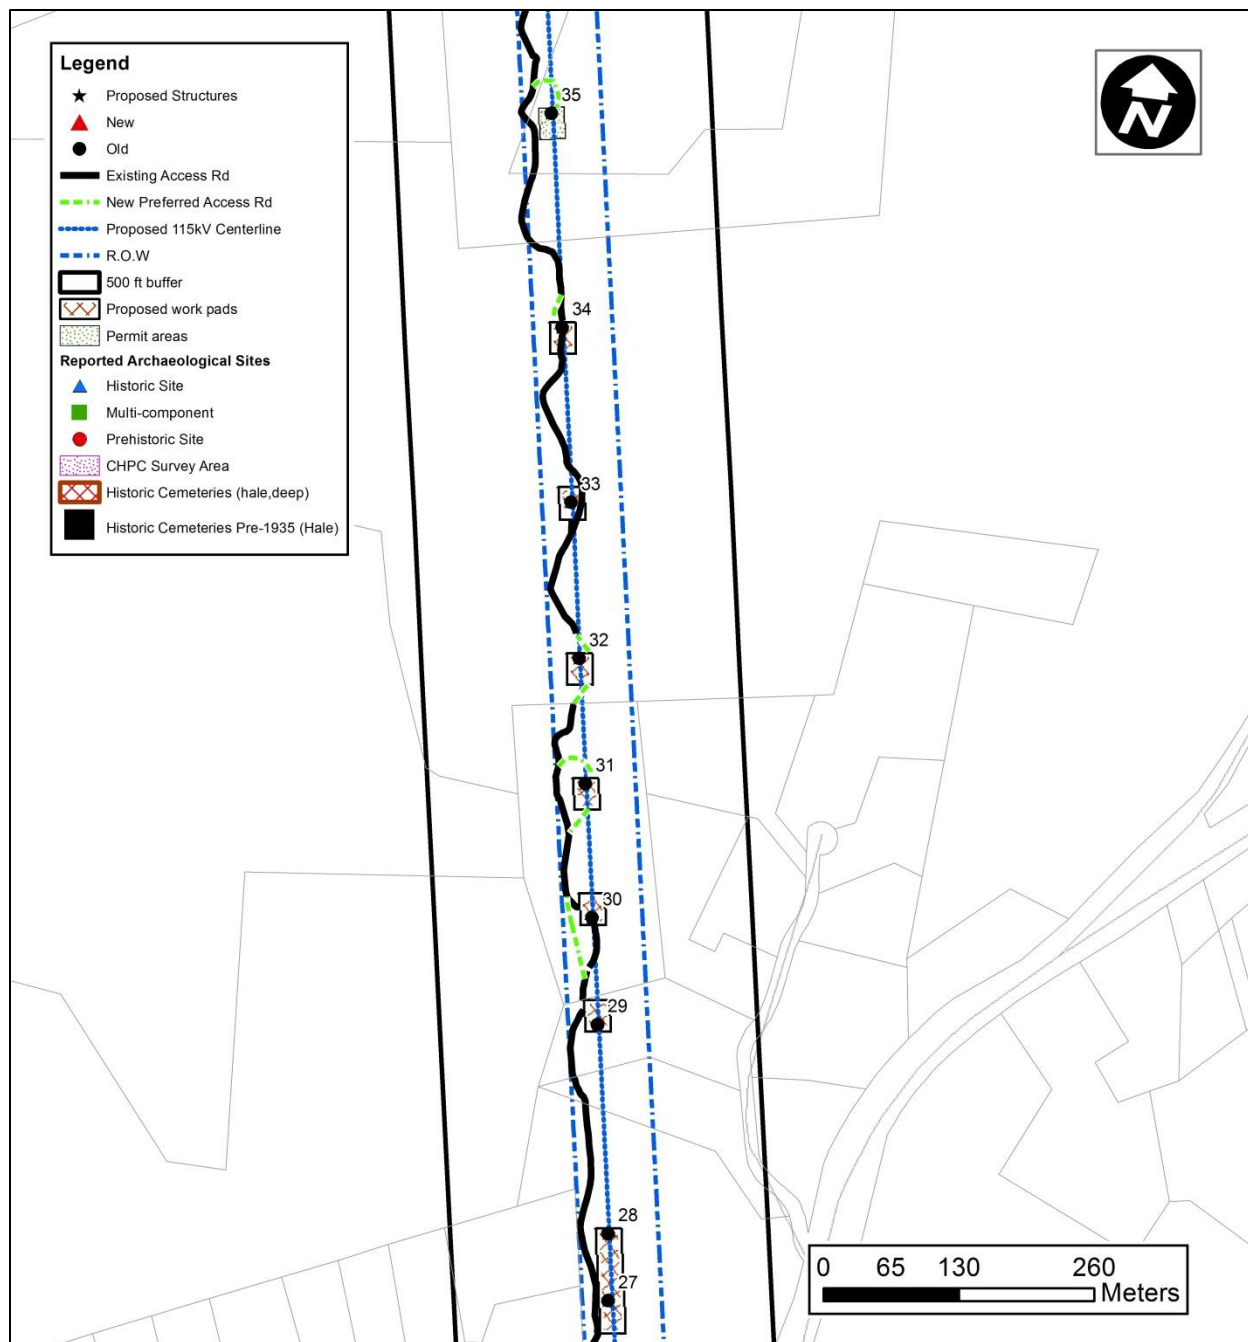 Legend
Proposed Structures
New
Old
Existing Access Rd
New Preferred Access Rd
Proposed 115kV Centerline
R.O.W
500 ft buffer
Proposed work pads
Permit areas
Reported Archaeological Sites
Historic Site
Multi-component
Prehistoric Site
CHPC Survey Area
Historic Cemeteries (hale,deep)
Historic Cemeteries Pre-1935 (Hale)
N
35
34
33
32
31
30
29
28
27
0 65 130 260
Meters